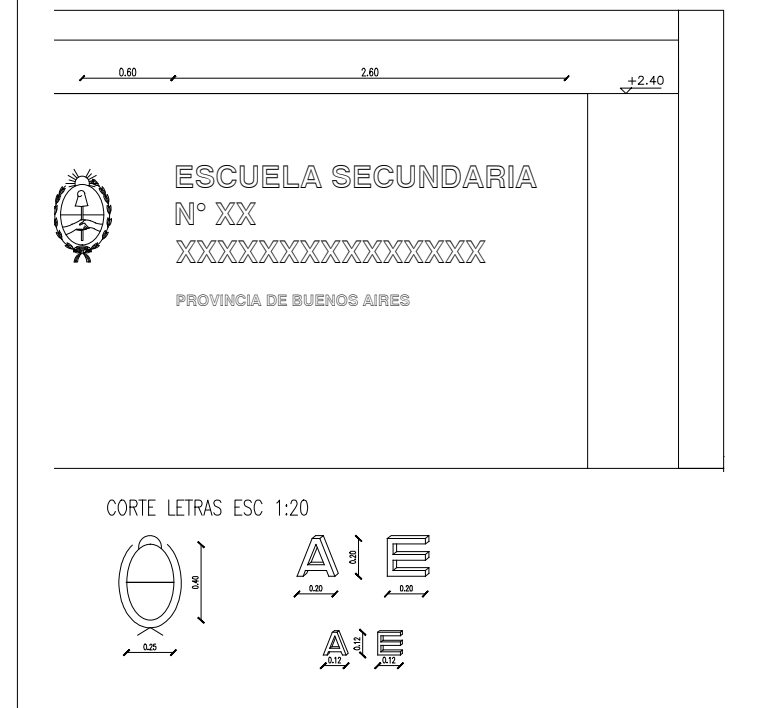 0.60 2.60
+2.40
ESCUELA SECUNDARIA
N° XX
XXXXXXXXXXXXXXX
PROVINCIA DE BUENOS AIRES
CORTE LETRAS ESC 1:20
A E
0.40 0.20
0.20 0.20
A E
0.12
0.25 0.12 0.12